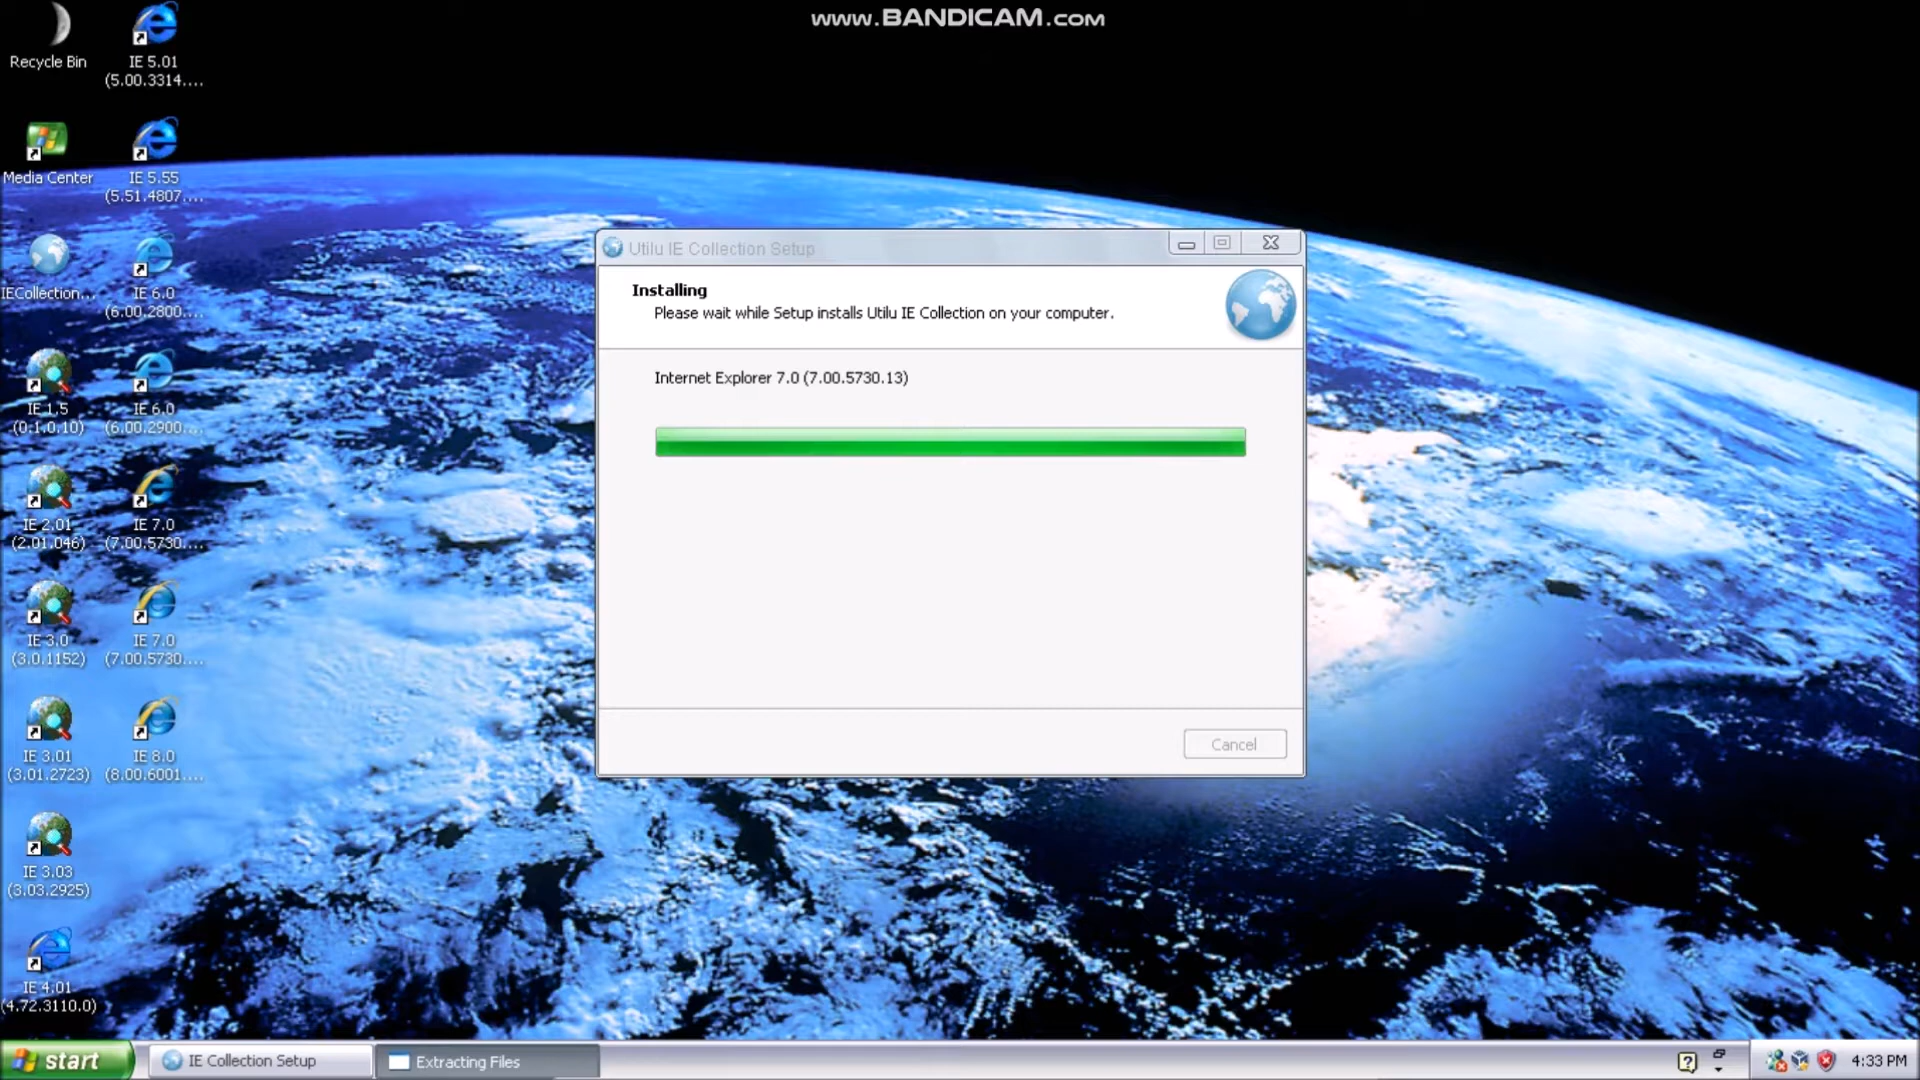 www.BANDICAM.com
Recycle Bin
IE 5.01
(5.00.3314....
Media Center
IE 5.55
(5.51.4807....
IECollection...
IE 6.0
(6.00.2800....
IE 1.5
(0.1.0.10)
IE 6.0
(6.00.2900....
IE 2.01
(2.01.046)
IE 7.0
(7.00.5730....
IE 3.0
(3.0.1152)
IE 7.0
(7.00.5730....
IE 3.01
(3.01.2723)
IE 8.0
(8.00.6001....
IE 3.03
(3.03.2925)
IE 4.01
(4.72.3110.0)
Utilu IE Collection Setup
Installing
Please wait while Setup installs Utilu IE Collection on your computer.
Internet Explorer 7.0 (7.00.5730.13)
Cancel
start
IE Collection Setup
Extracting Files
4:33 PM